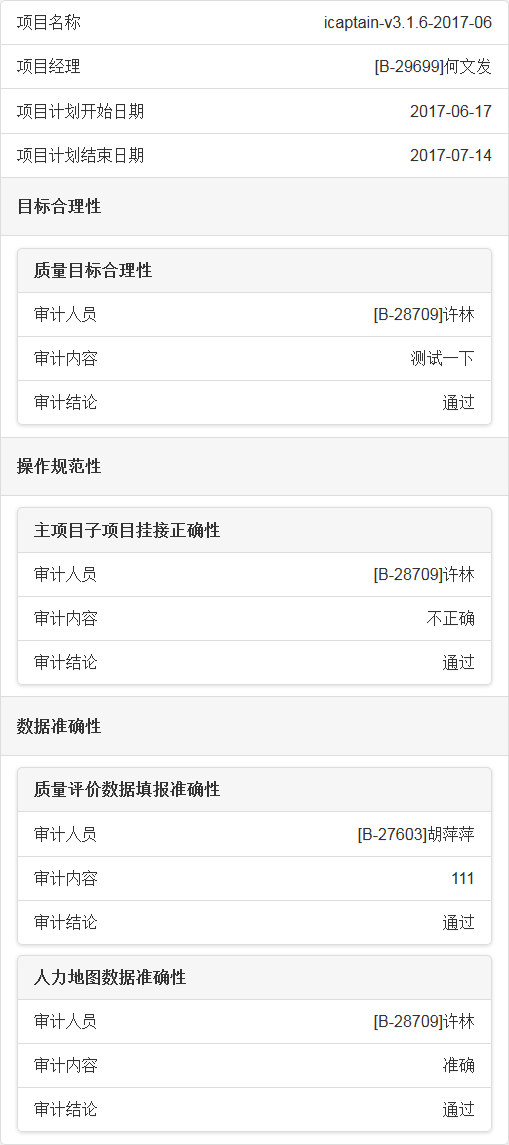 项目名称 icaptain-v3.1.6-2017-06
项目经理 [B-29699]何文发
项目计划开始日期 2017-06-17
项目计划结束日期 2017-07-14
目标合理性
质量目标合理性
审计人员 [B-28709]许林
审计内容 测试一下
审计结论 通过
操作规范性
主项目子项目挂接正确性
审计人员 [B-28709]许林
审计内容 不正确
审计结论 通过
数据准确性
质量评价数据填报准确性
审计人员 [B-27603]胡萍萍
审计内容 111
审计结论 通过
人力地图数据准确性
审计人员 [B-28709]许林
审计内容 准确
审计结论 通过